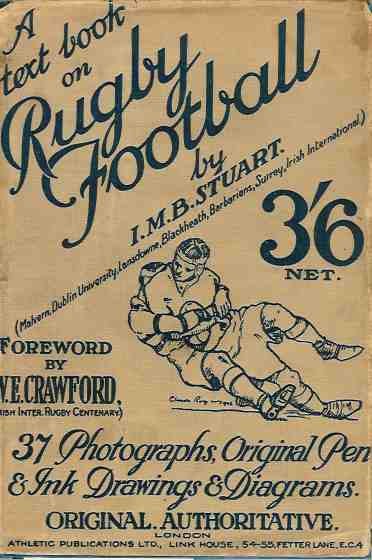 A
text book
on
Rugby
Football
by
I.M.B. STUART.
(Malvern, Dublin University, Lansdowne, Blackheath, Barbarians, Surrey, Irish International.)
3'6
NET.
FOREWORD
BY
W.E. CRAWFORD,
IRISH INTER. RUGBY CENTENARY)
37 Photographs, Original Pen
& Ink Drawings & Diagrams.
ORIGINAL. AUTHORITATIVE.
LONDON
ATHLETIC PUBLICATIONS LTD., LINK HOUSE, 54-55, FETTER LANE, E.C.4